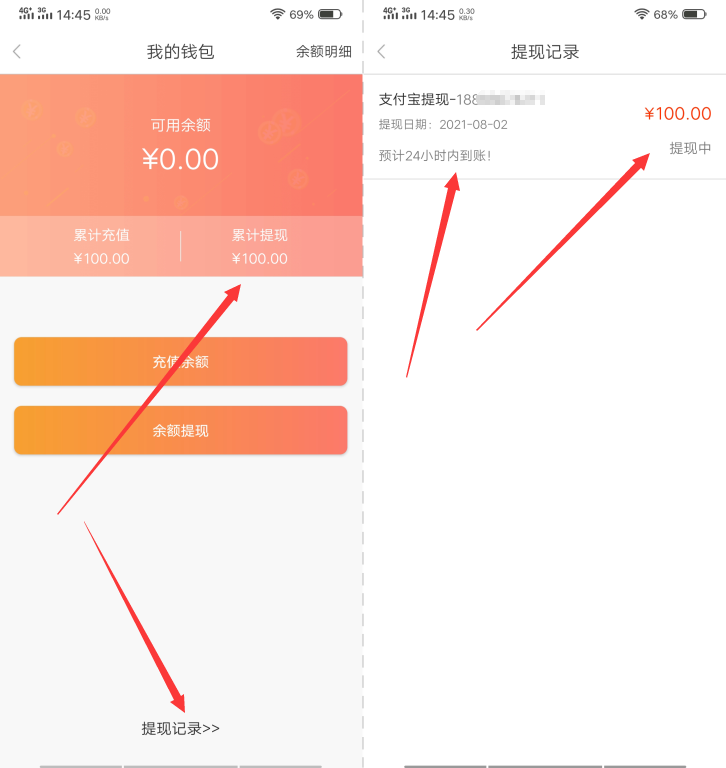 4G+ 3G 14:45 0.00 KB/s 69%
我的钱包
余额明细
可用余额
¥0.00
累计充值
¥100.00
累计提现
¥100.00
充值余额
余额提现
提现记录>>
4G+ 3G 14:45 0.30 KB/s 68%
提现记录
支付宝提现-188
¥100.00
提现日期：2021-08-02
提现中
预计24小时内到账!